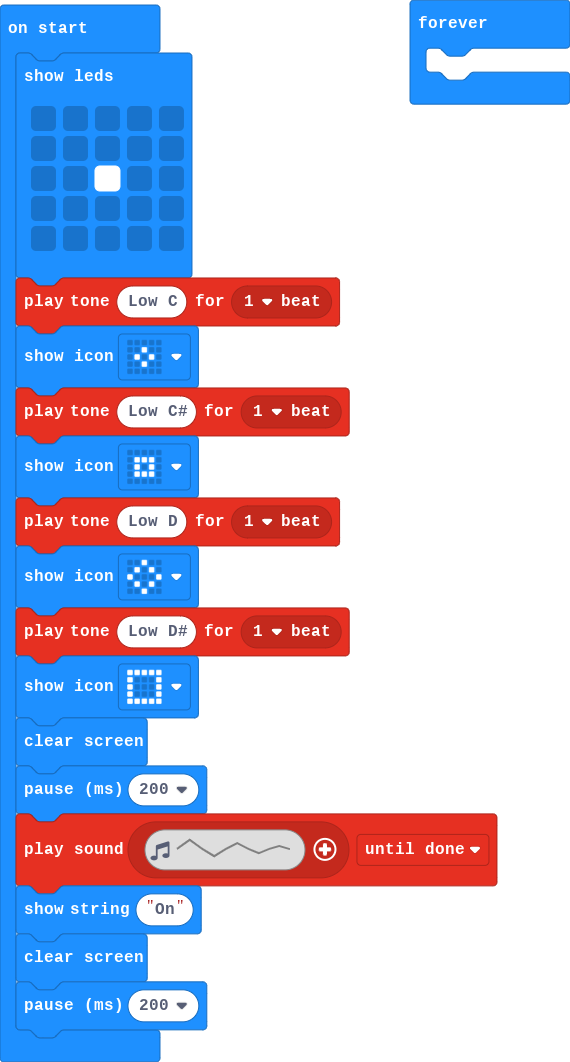 on start
show leds
play tone Low C for 1 beat
show icon
play tone Low C# for 1 beat
show icon
play tone Low D for 1 beat
show icon
play tone Low D# for 1 beat
show icon
clear screen
pause (ms) 200
play sound until done
show string "On"
clear screen
pause (ms) 200
forever